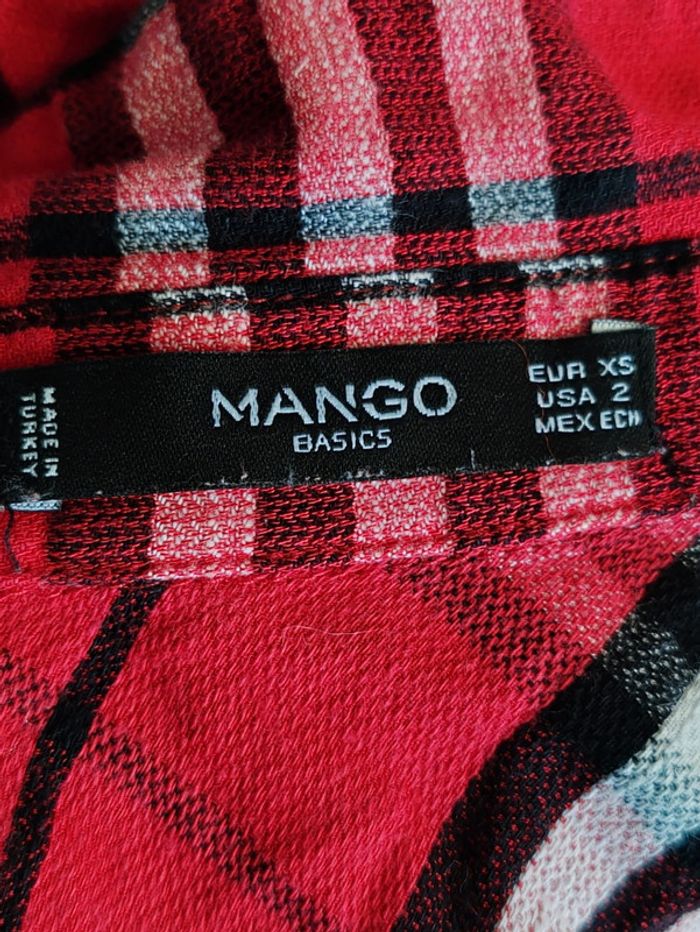 MADE IN
TURKEY
MANGO
BASICS
EUR XS
USA 2
MEX ECH